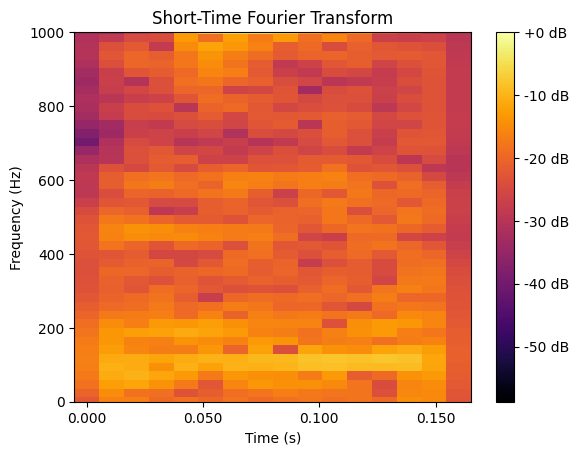 Short-Time Fourier Transform
1000
800
600
400
200
0
Frequency (Hz)
0.000
0.050
0.100
0.150
Time (s)
+0 dB
-10 dB
-20 dB
-30 dB
-40 dB
-50 dB